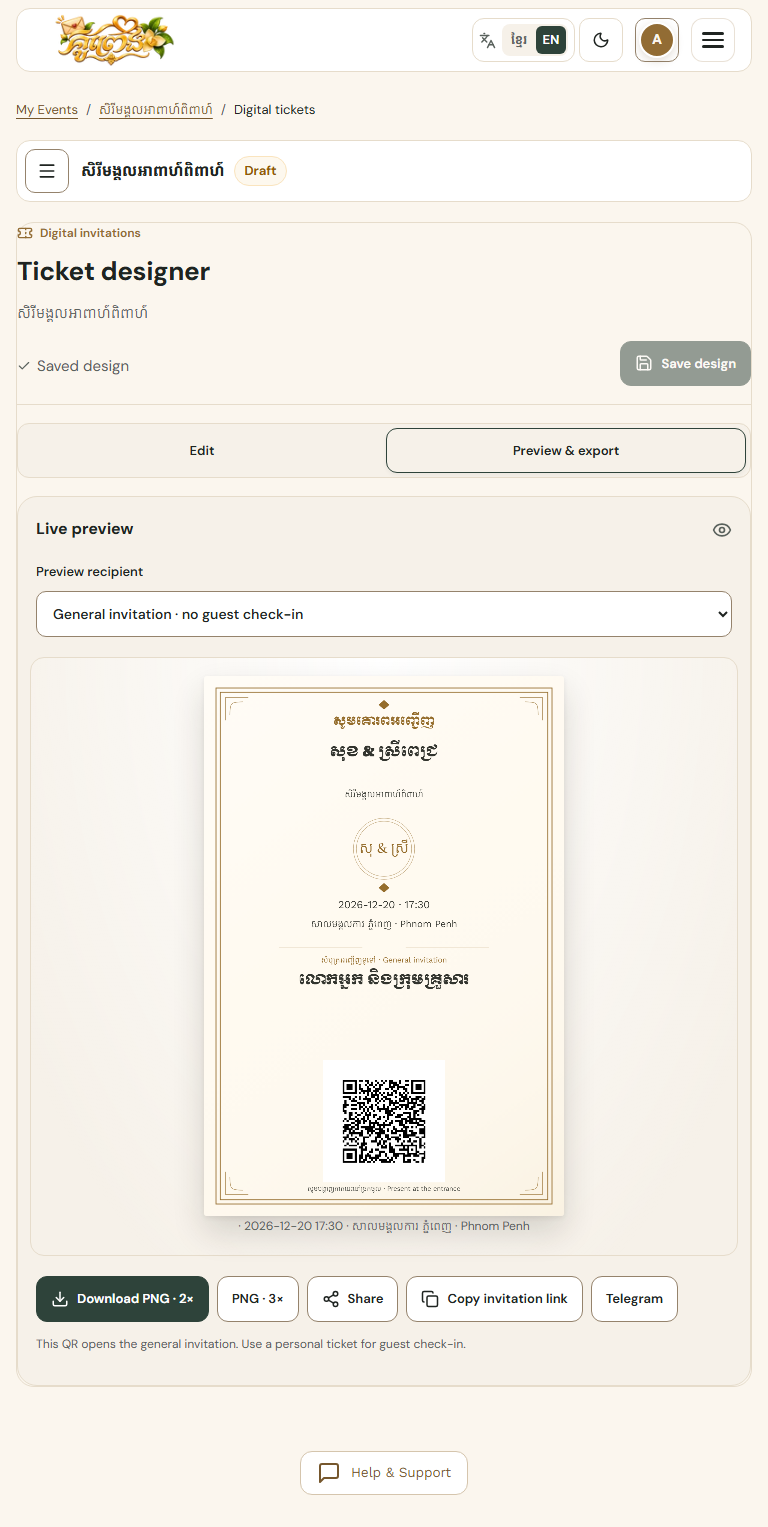 គូព្រេង
ខ្មែរ EN A
My Events / សិរីមង្គលអាពាហ៍ពិពាហ៍ / Digital tickets
សិរីមង្គលអាពាហ៍ពិពាហ៍ Draft
Digital invitations
Ticket designer
សិរីមង្គលអាពាហ៍ពិពាហ៍
Saved design
Save design
Edit
Preview & export
Live preview
Preview recipient
General invitation · no guest check-in
សូមគោរពអញ្ជើញ
សុខ & ស្រីពេជ្រ
សិរីមង្គលអាពាហ៍ពិពាហ៍
សុ & ស្រី
2026-12-20 · 17:30
សាលមង្គលការ ភ្នំពេញ · Phnom Penh
General invitation
លោកអ្នក និងក្រុមគ្រួសារ
Present at the entrance
· 2026-12-20 17:30 · សាលមង្គលការ ភ្នំពេញ · Phnom Penh
Download PNG · 2×
PNG · 3×
Share
Copy invitation link
Telegram
This QR opens the general invitation. Use a personal ticket for guest check-in.
Help & Support